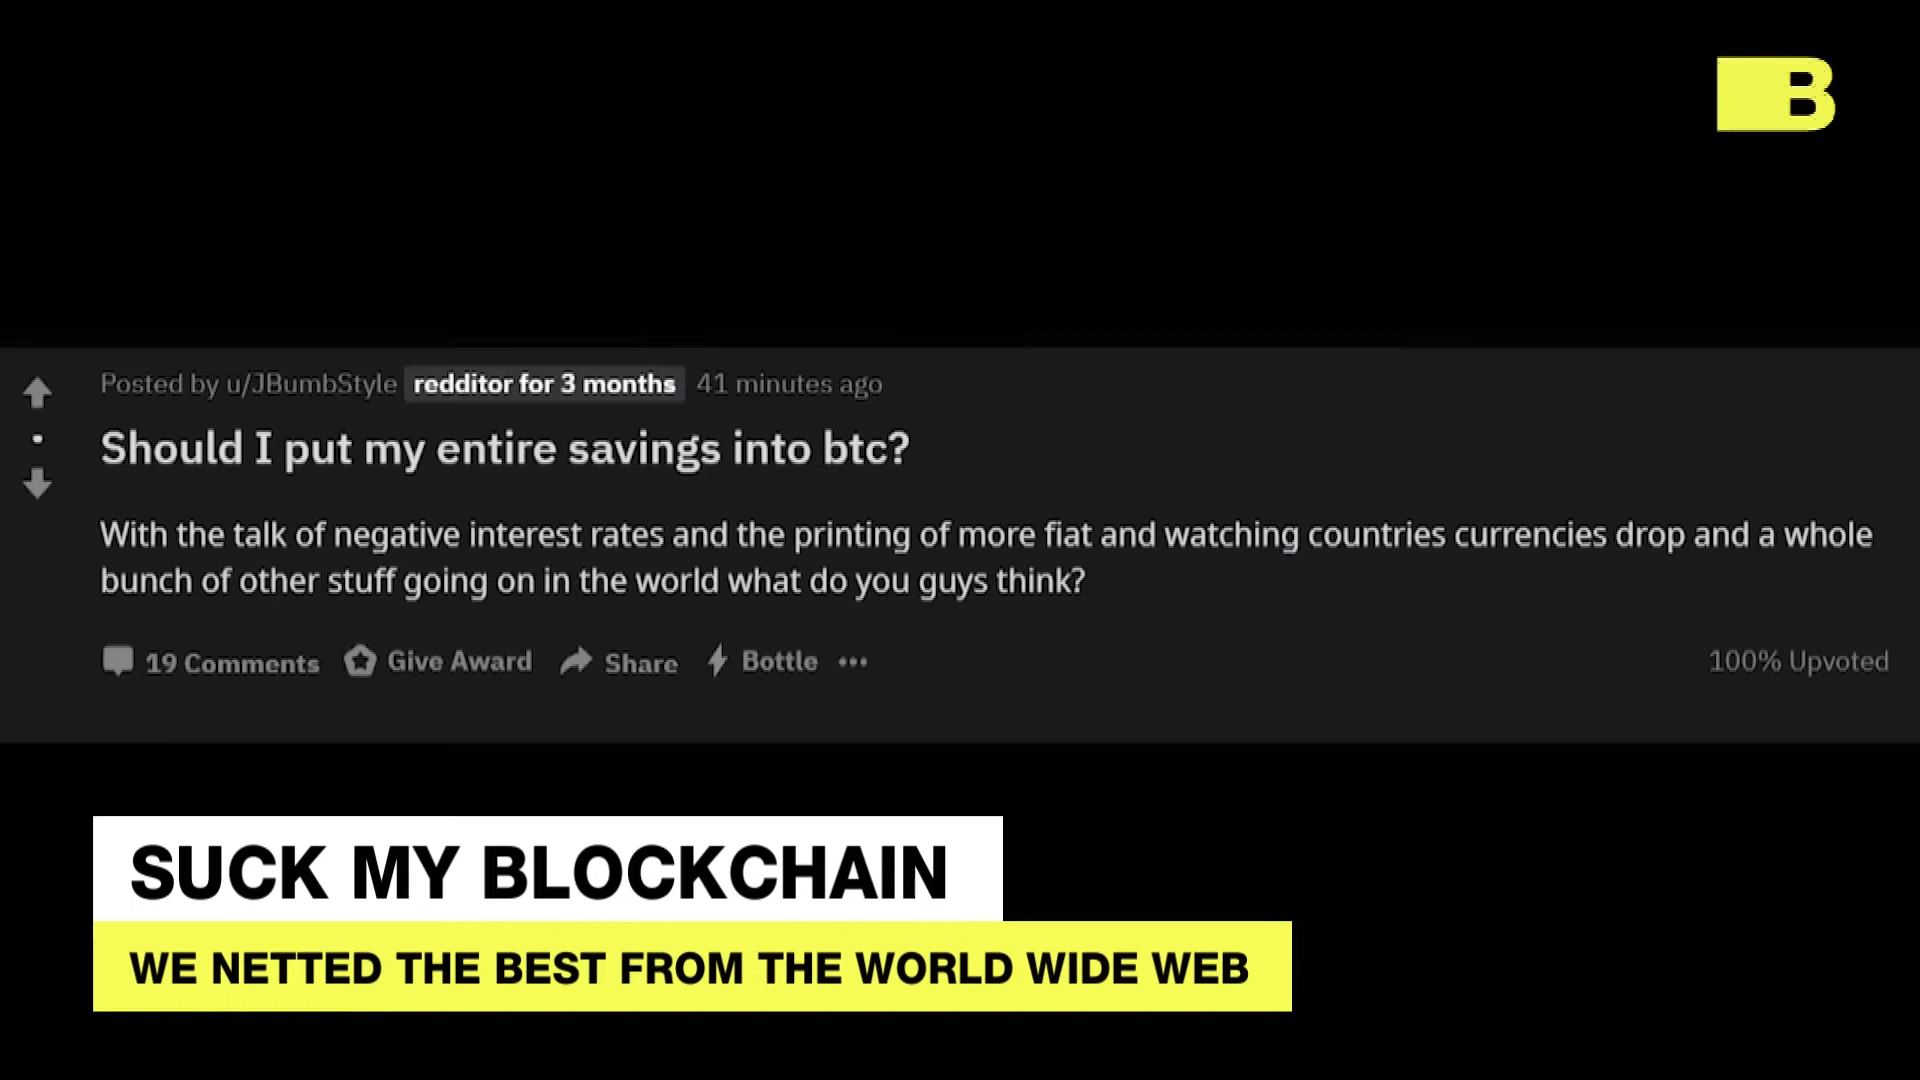 B
Posted by u/JBumbStyle redditor for 3 months 41 minutes ago
Should I put my entire savings into btc?
With the talk of negative interest rates and the printing of more fiat and watching countries currencies drop and a whole
bunch of other stuff going on in the world what do you guys think?
19 Comments Give Award Share Bottle ••• 100% Upvoted
SUCK MY BLOCKCHAIN
WE NETTED THE BEST FROM THE WORLD WIDE WEB